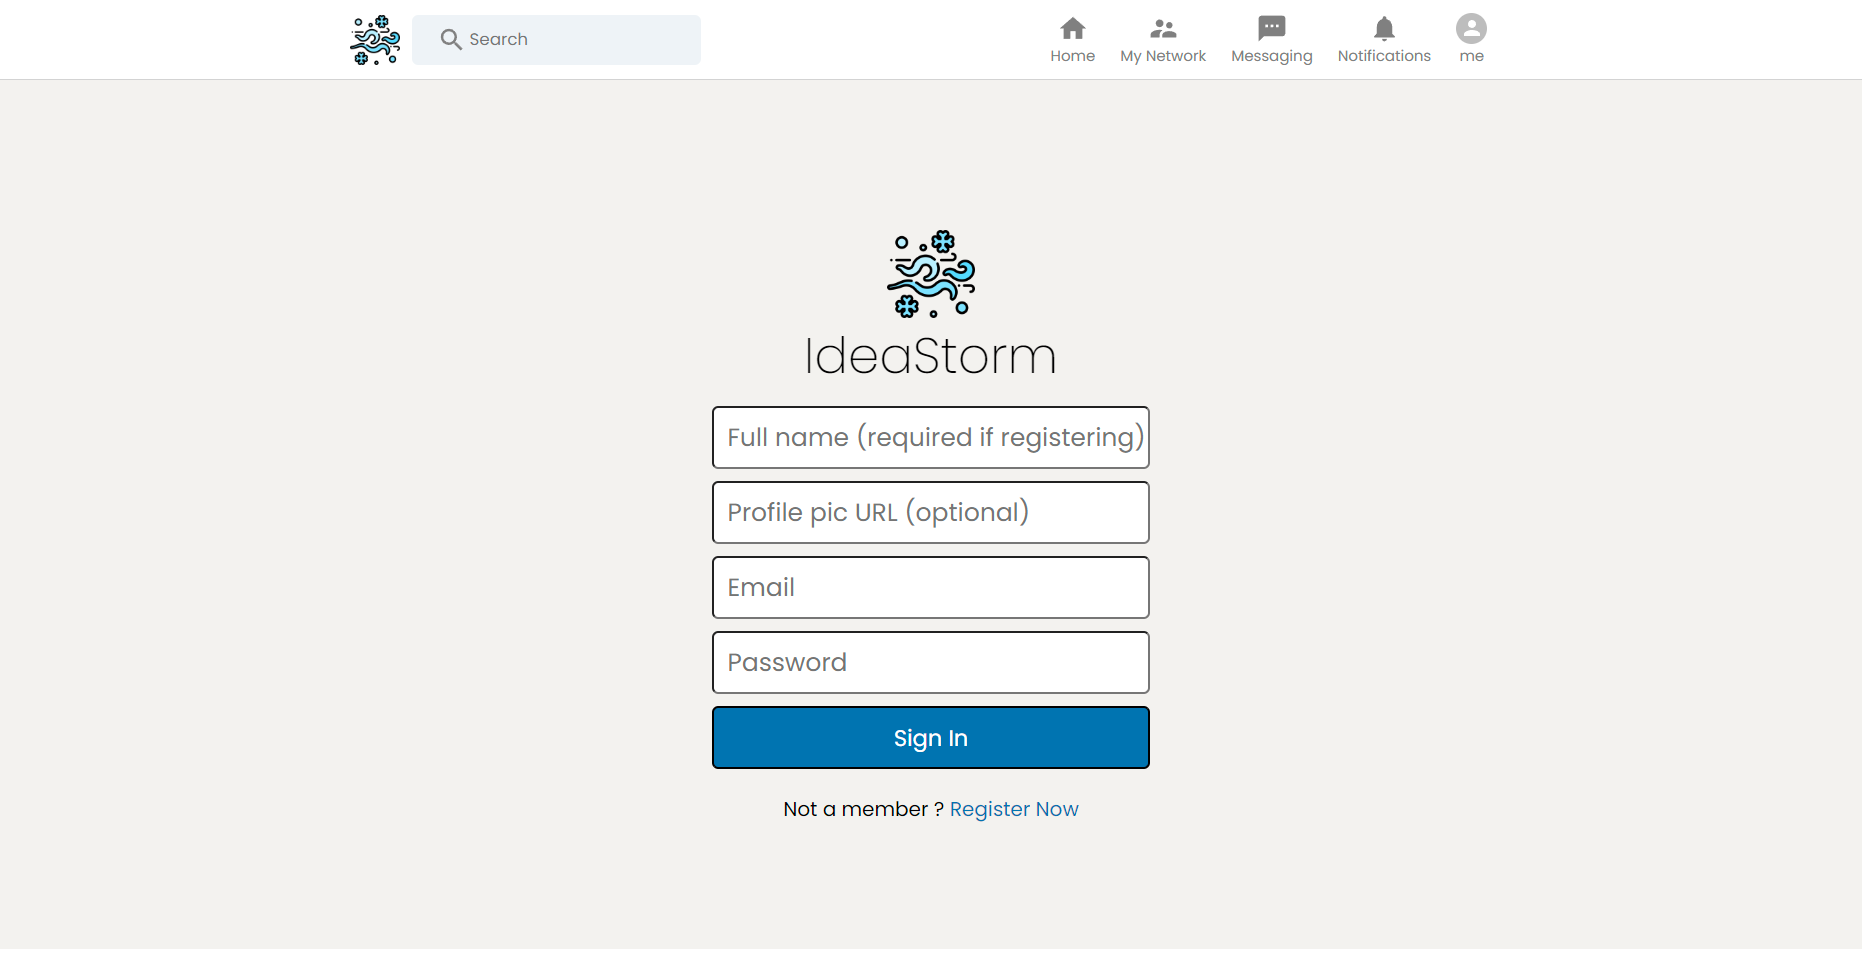 Search
Home
My Network
Messaging
Notifications
me
IdeaStorm
Full name (required if registering)
Profile pic URL (optional)
Email
Password
Sign In
Not a member ? Register Now